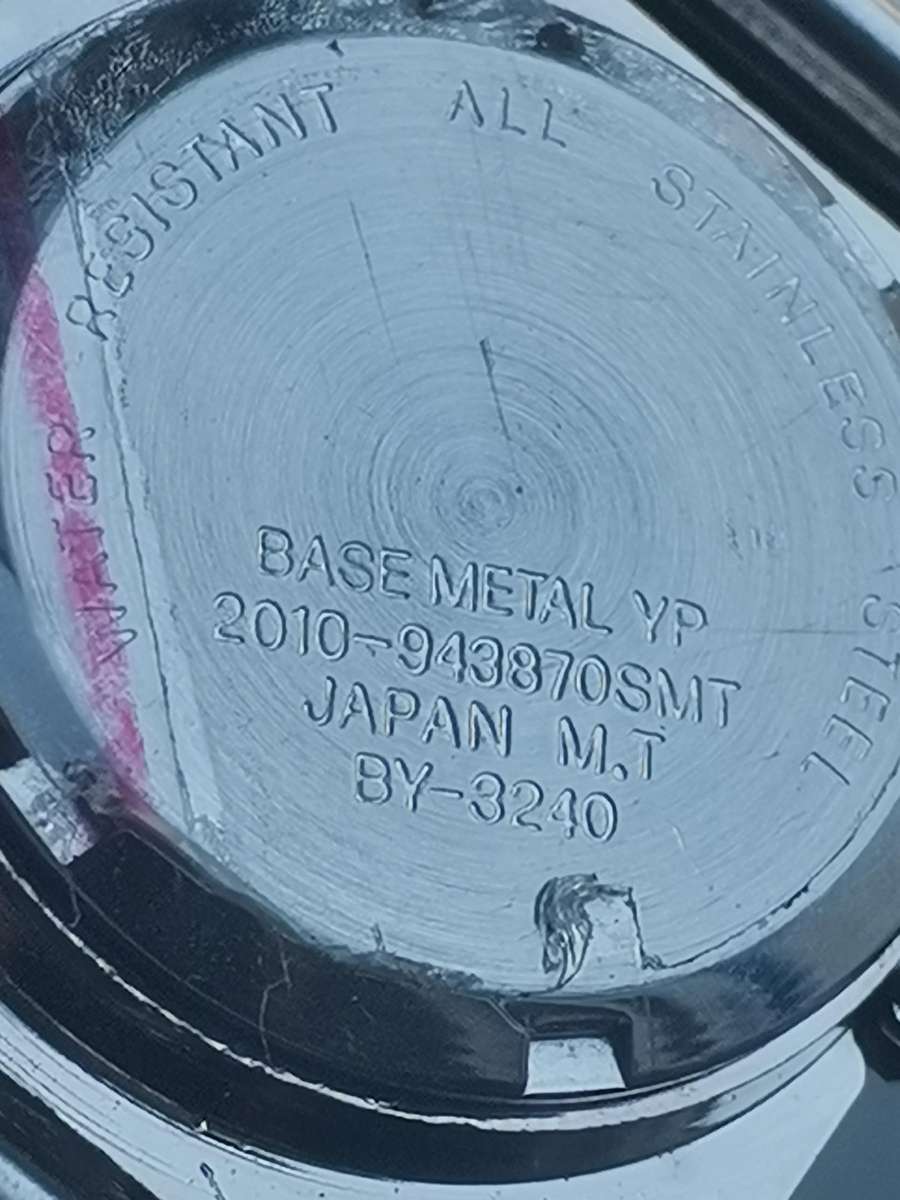 WATER RESISTANT ALL STAINLESS STEEL
BASE METAL YP
2010-943870SMT
JAPAN M.T
BY-3240